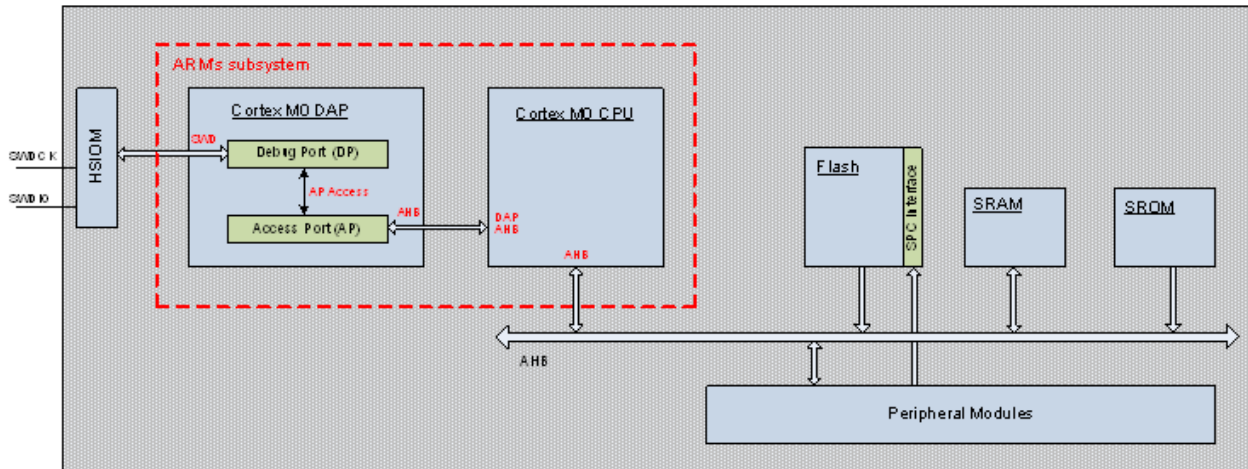 ARM's subsystem
Cortex M0 DAP
Cortex M0 CPU
HSIOM
SWD
Debug Port (DP)
SWDCK
SWDIO
AP Access
Access Port (AP)
AHB
DAP
AHB
AHB
Flash
SPC Interface
SRAM
SROM
AHB
Peripheral Modules